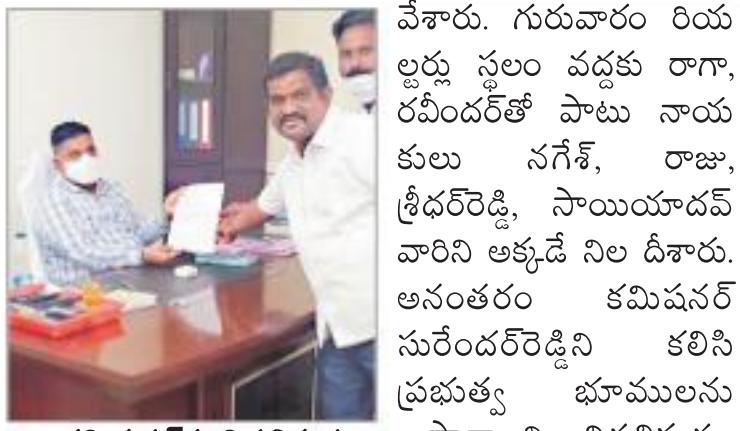 వేశారు. గురువారం రియ
ల్టర్లు స్థలం వద్దకు రాగా,
రవీందర్‌తో పాటు నాయ
కులు నగేశ్, రాజు,
శ్రీధర్‌రెడ్డి, సాయియాదవ్
వారిని అక్కడే నిల దీశారు.
అనంతరం కమిషనర్
సురేందర్‌రెడ్డిని కలిసి
ప్రభుత్వ భూములను